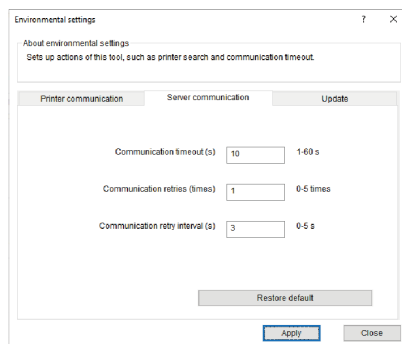 Environmental settings ? X
About environmental settings
Sets up actions of this tool, such as printer search and communication timeout.
Printer communication Server communication Update
Communication timeout (s) 10 1-60 s
Communication retries (times) 1 0-5 times
Communication retry interval (s) 3 0-5 s
Restore default
Apply Close